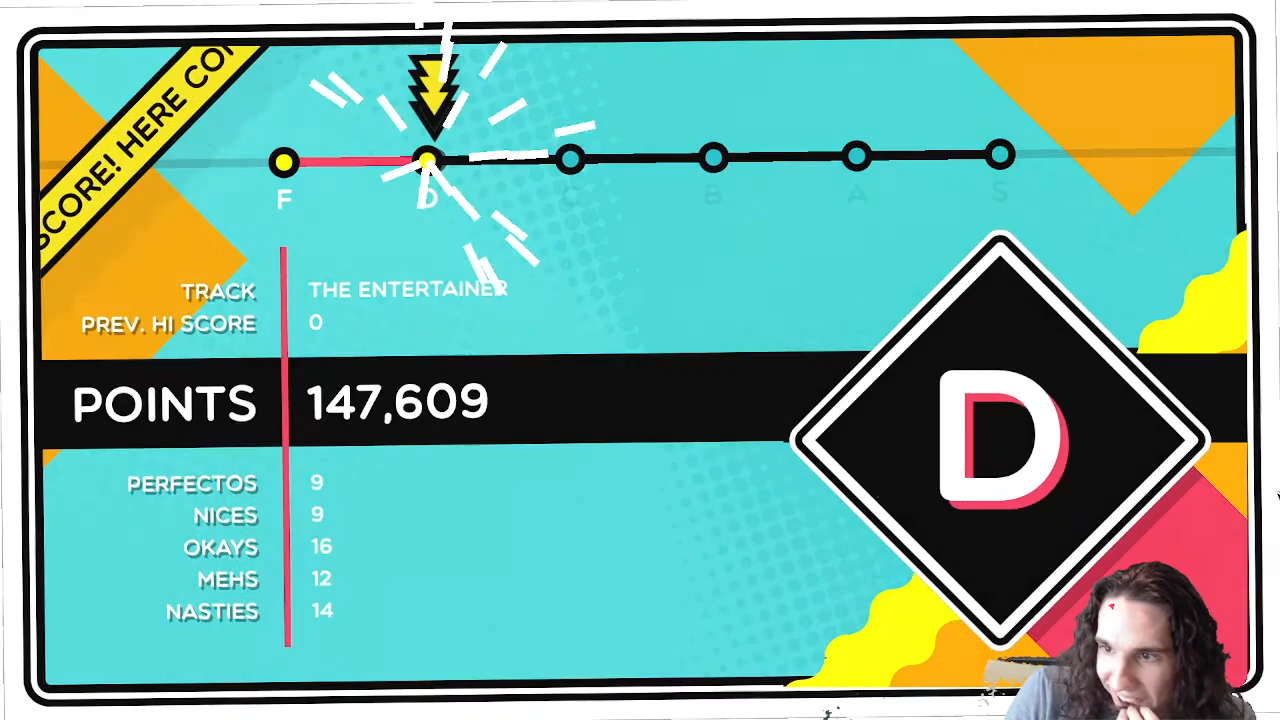 SCORE! HERE CO
F D C B A S
TRACK THE ENTERTAINER
PREV. HI SCORE 0
POINTS 147,609
D
PERFECTOS 9
NICES 9
OKAYS 16
MEHS 12
NASTIES 14